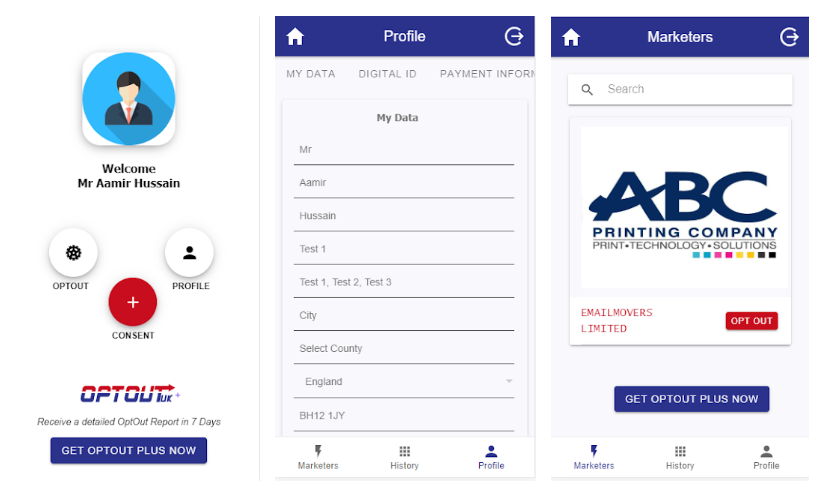 Welcome
Mr Aamir Hussain
OPTOUT
PROFILE
CONSENT
OPTOUT UK +
Receive a detailed OptOut Report in 7 Days
GET OPTOUT PLUS NOW
Profile
MY DATA DIGITAL ID PAYMENT INFORM
My Data
Mr
Aamir
Hussain
Test 1
Test 1, Test 2, Test 3
City
Select County
England
BH12 1JY
Marketers History Profile
Marketers
Search
ABC
PRINTING COMPANY
PRINT•TECHNOLOGY•SOLUTIONS
EMAILMOVERS
LIMITED
OPT OUT
GET OPTOUT PLUS NOW
Marketers History Profile